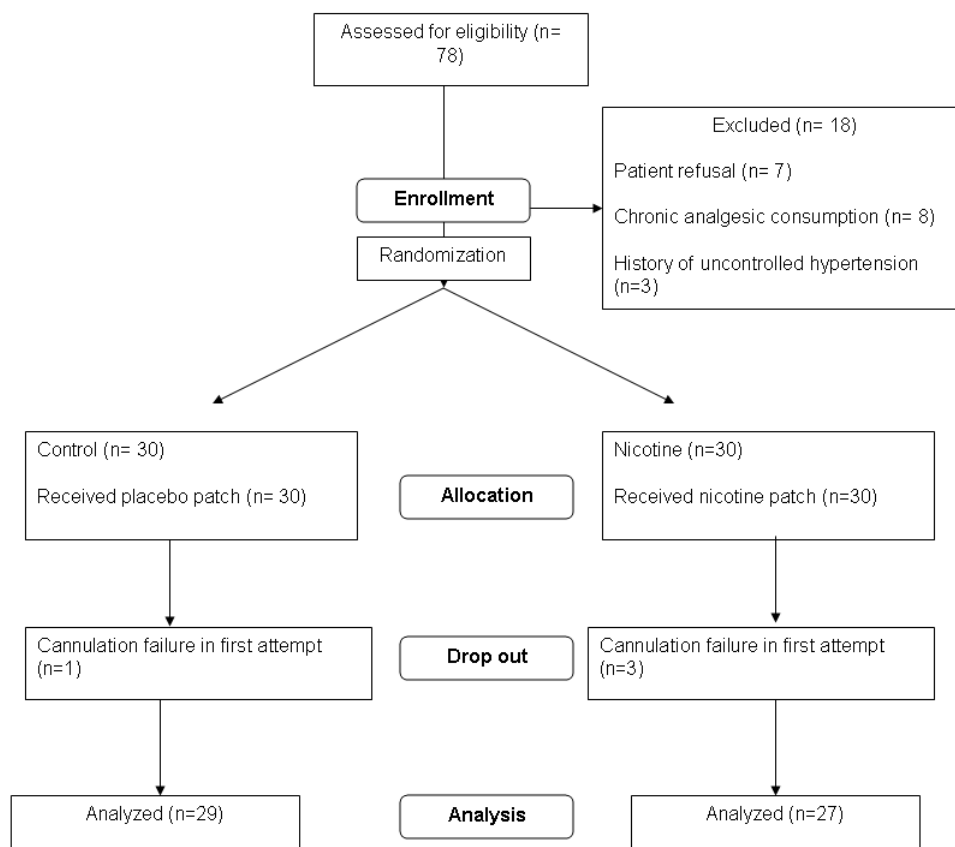 Assessed for eligibility (n=
78)
Excluded (n= 18)
Patient refusal (n= 7)
Chronic analgesic consumption (n= 8)
History of uncontrolled hypertension
(n=3)
Enrollment
Randomization
Control (n= 30)
Received placebo patch (n= 30)
Allocation
Nicotine (n=30)
Received nicotine patch (n=30)
Cannulation failure in first attempt
(n=1)
Drop out
Cannulation failure in first attempt
(n=3)
Analyzed (n=29)
Analysis
Analyzed (n=27)